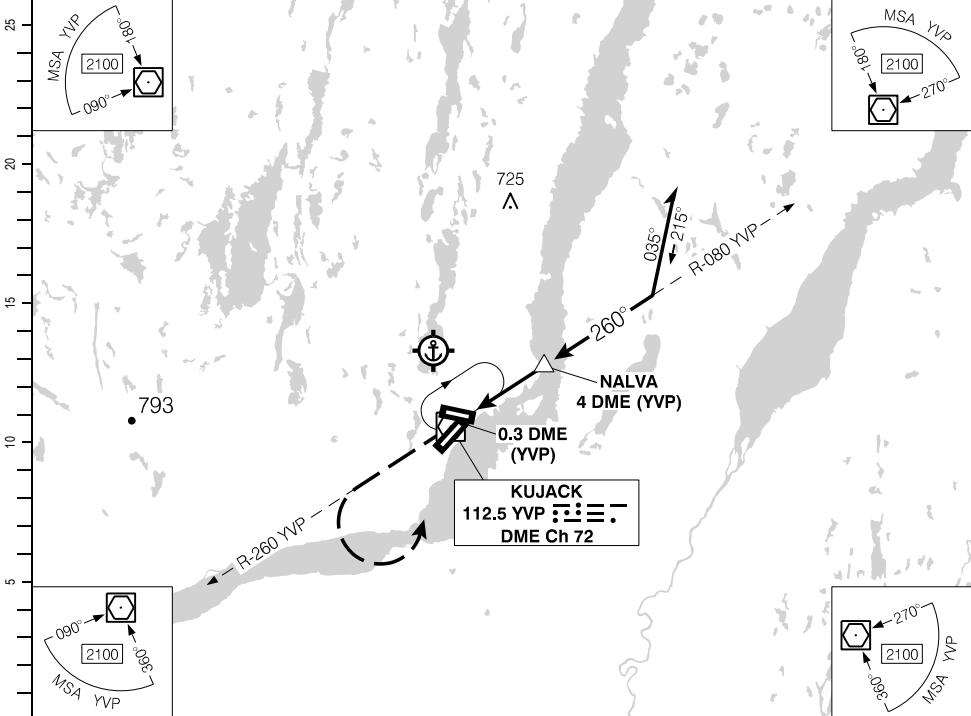 25
20
15
10
5
MSA YVP
180°
2100
090°
MSA YVP
180°
2100
270°
725
035°
215°
R-080 YVP
260°
NALVA
4 DME (YVP)
793
0.3 DME
(YVP)
KUJACK
112.5 YVP
DME Ch 72
R-260 YVP
090°
2100
360°
MSA YVP
270°
2100
360°
MSA YVP